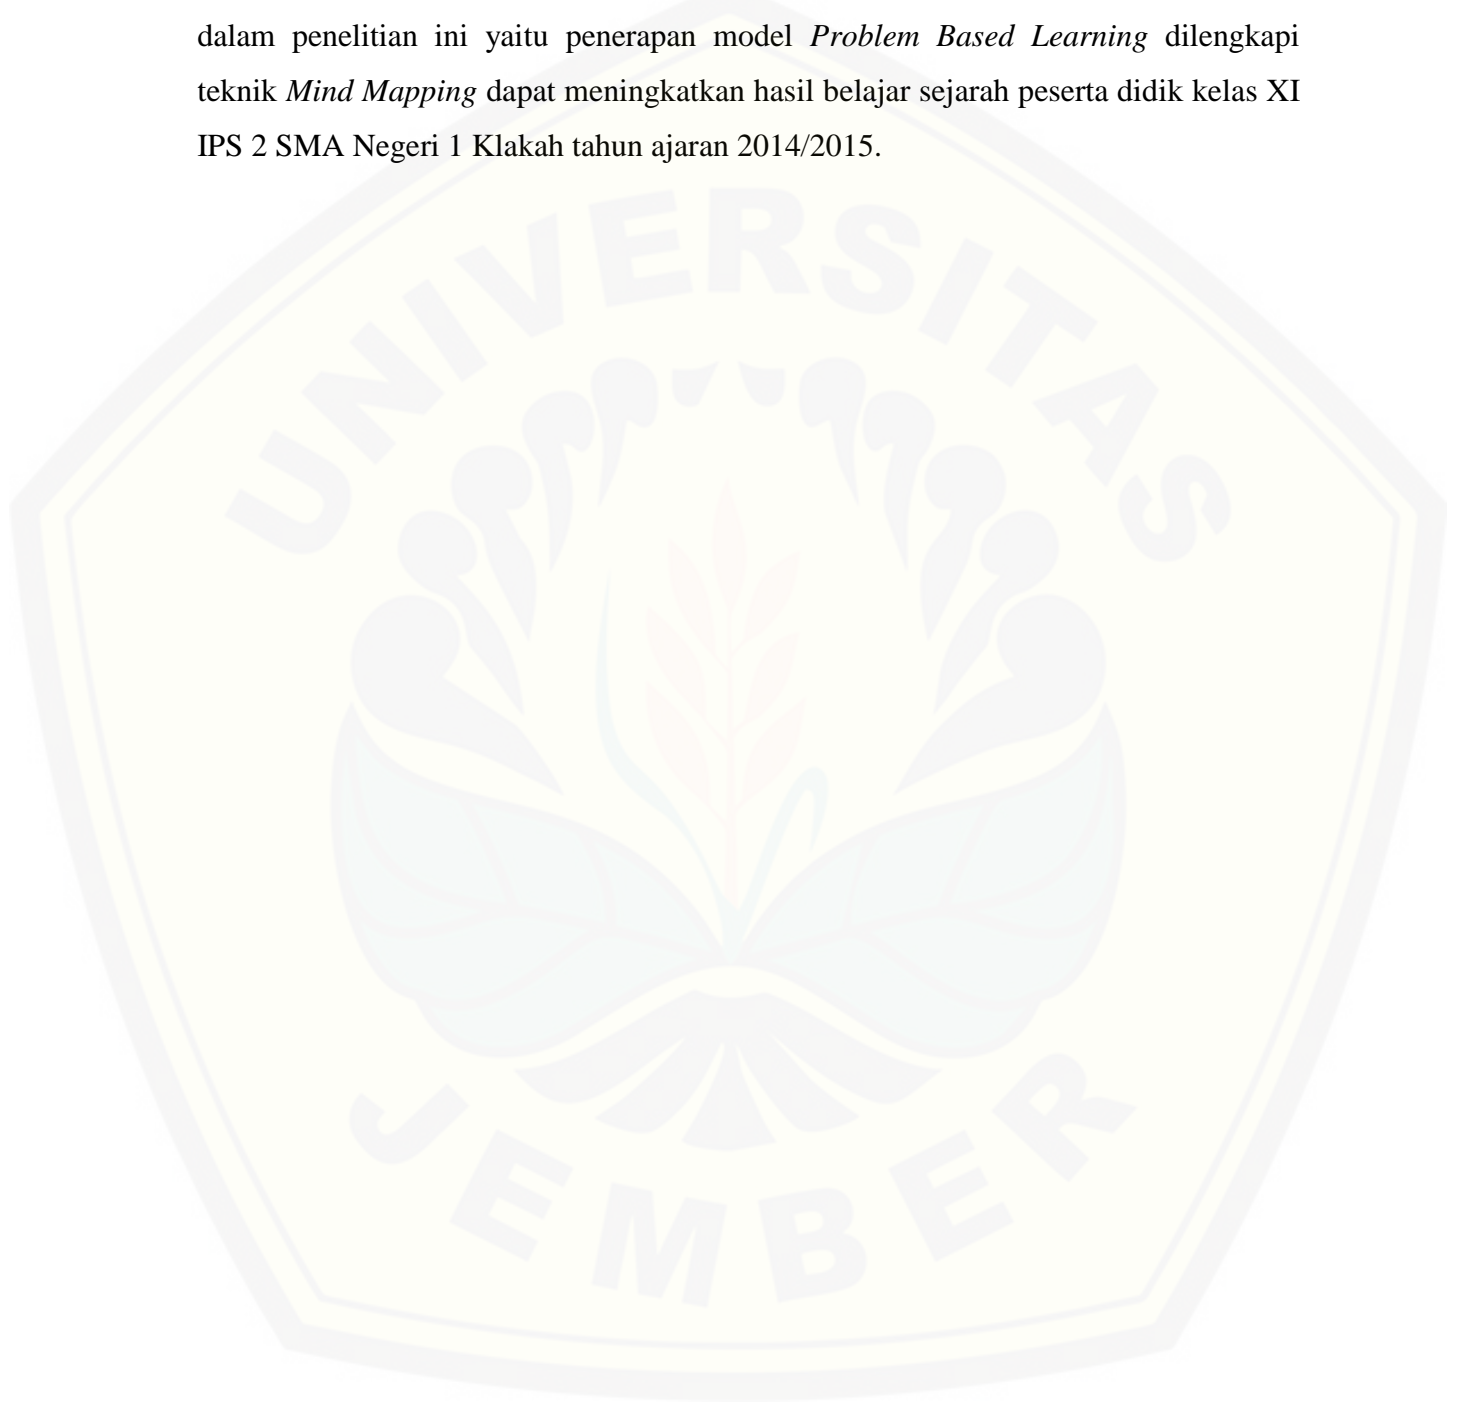 dalam penelitian ini yaitu penerapan model Problem Based Learning dilengkapi
teknik Mind Mapping dapat meningkatkan hasil belajar sejarah peserta didik kelas XI
IPS 2 SMA Negeri 1 Klakah tahun ajaran 2014/2015.
UNIVERSITAS
JEMBER